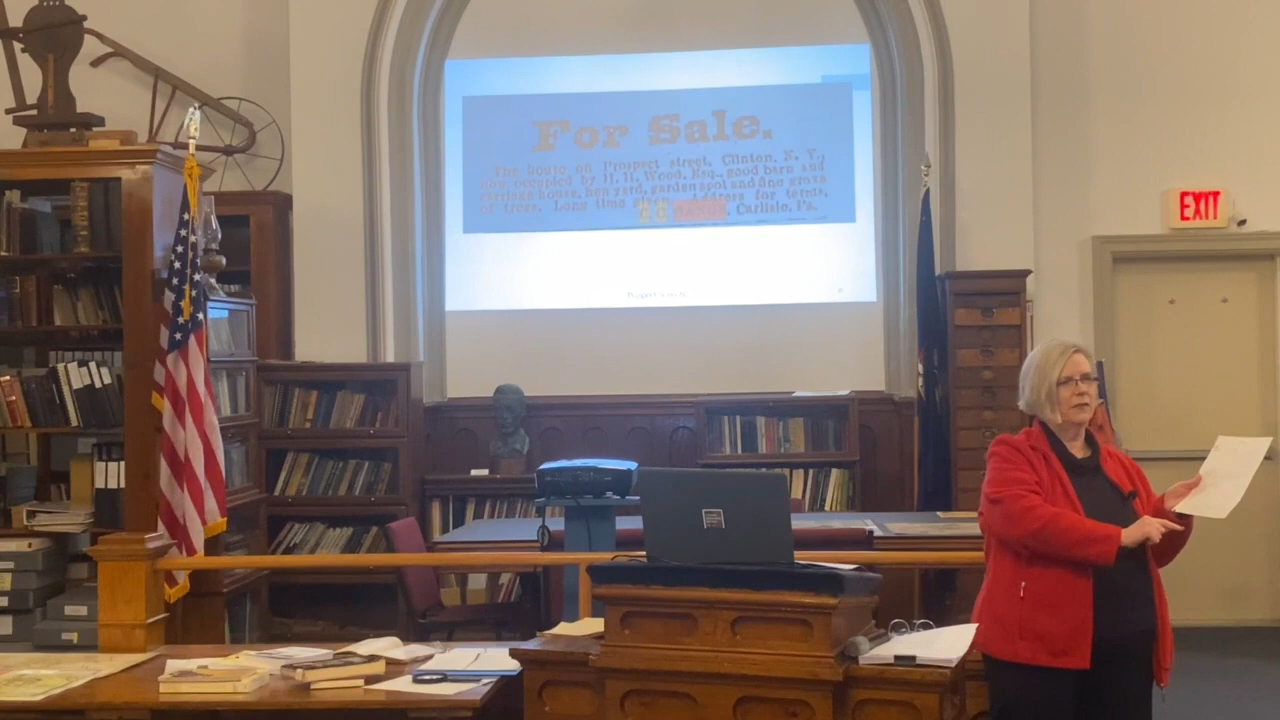 For Sale.
The house on Prospect street, Clinton, N. Y.,
now occupied by H. H. Wood, Esq., good barn and
carriage house, hen yard, garden spot and fine grove
of trees. Long time given. Address for terms,
, Carlisle, Pa.
EXIT